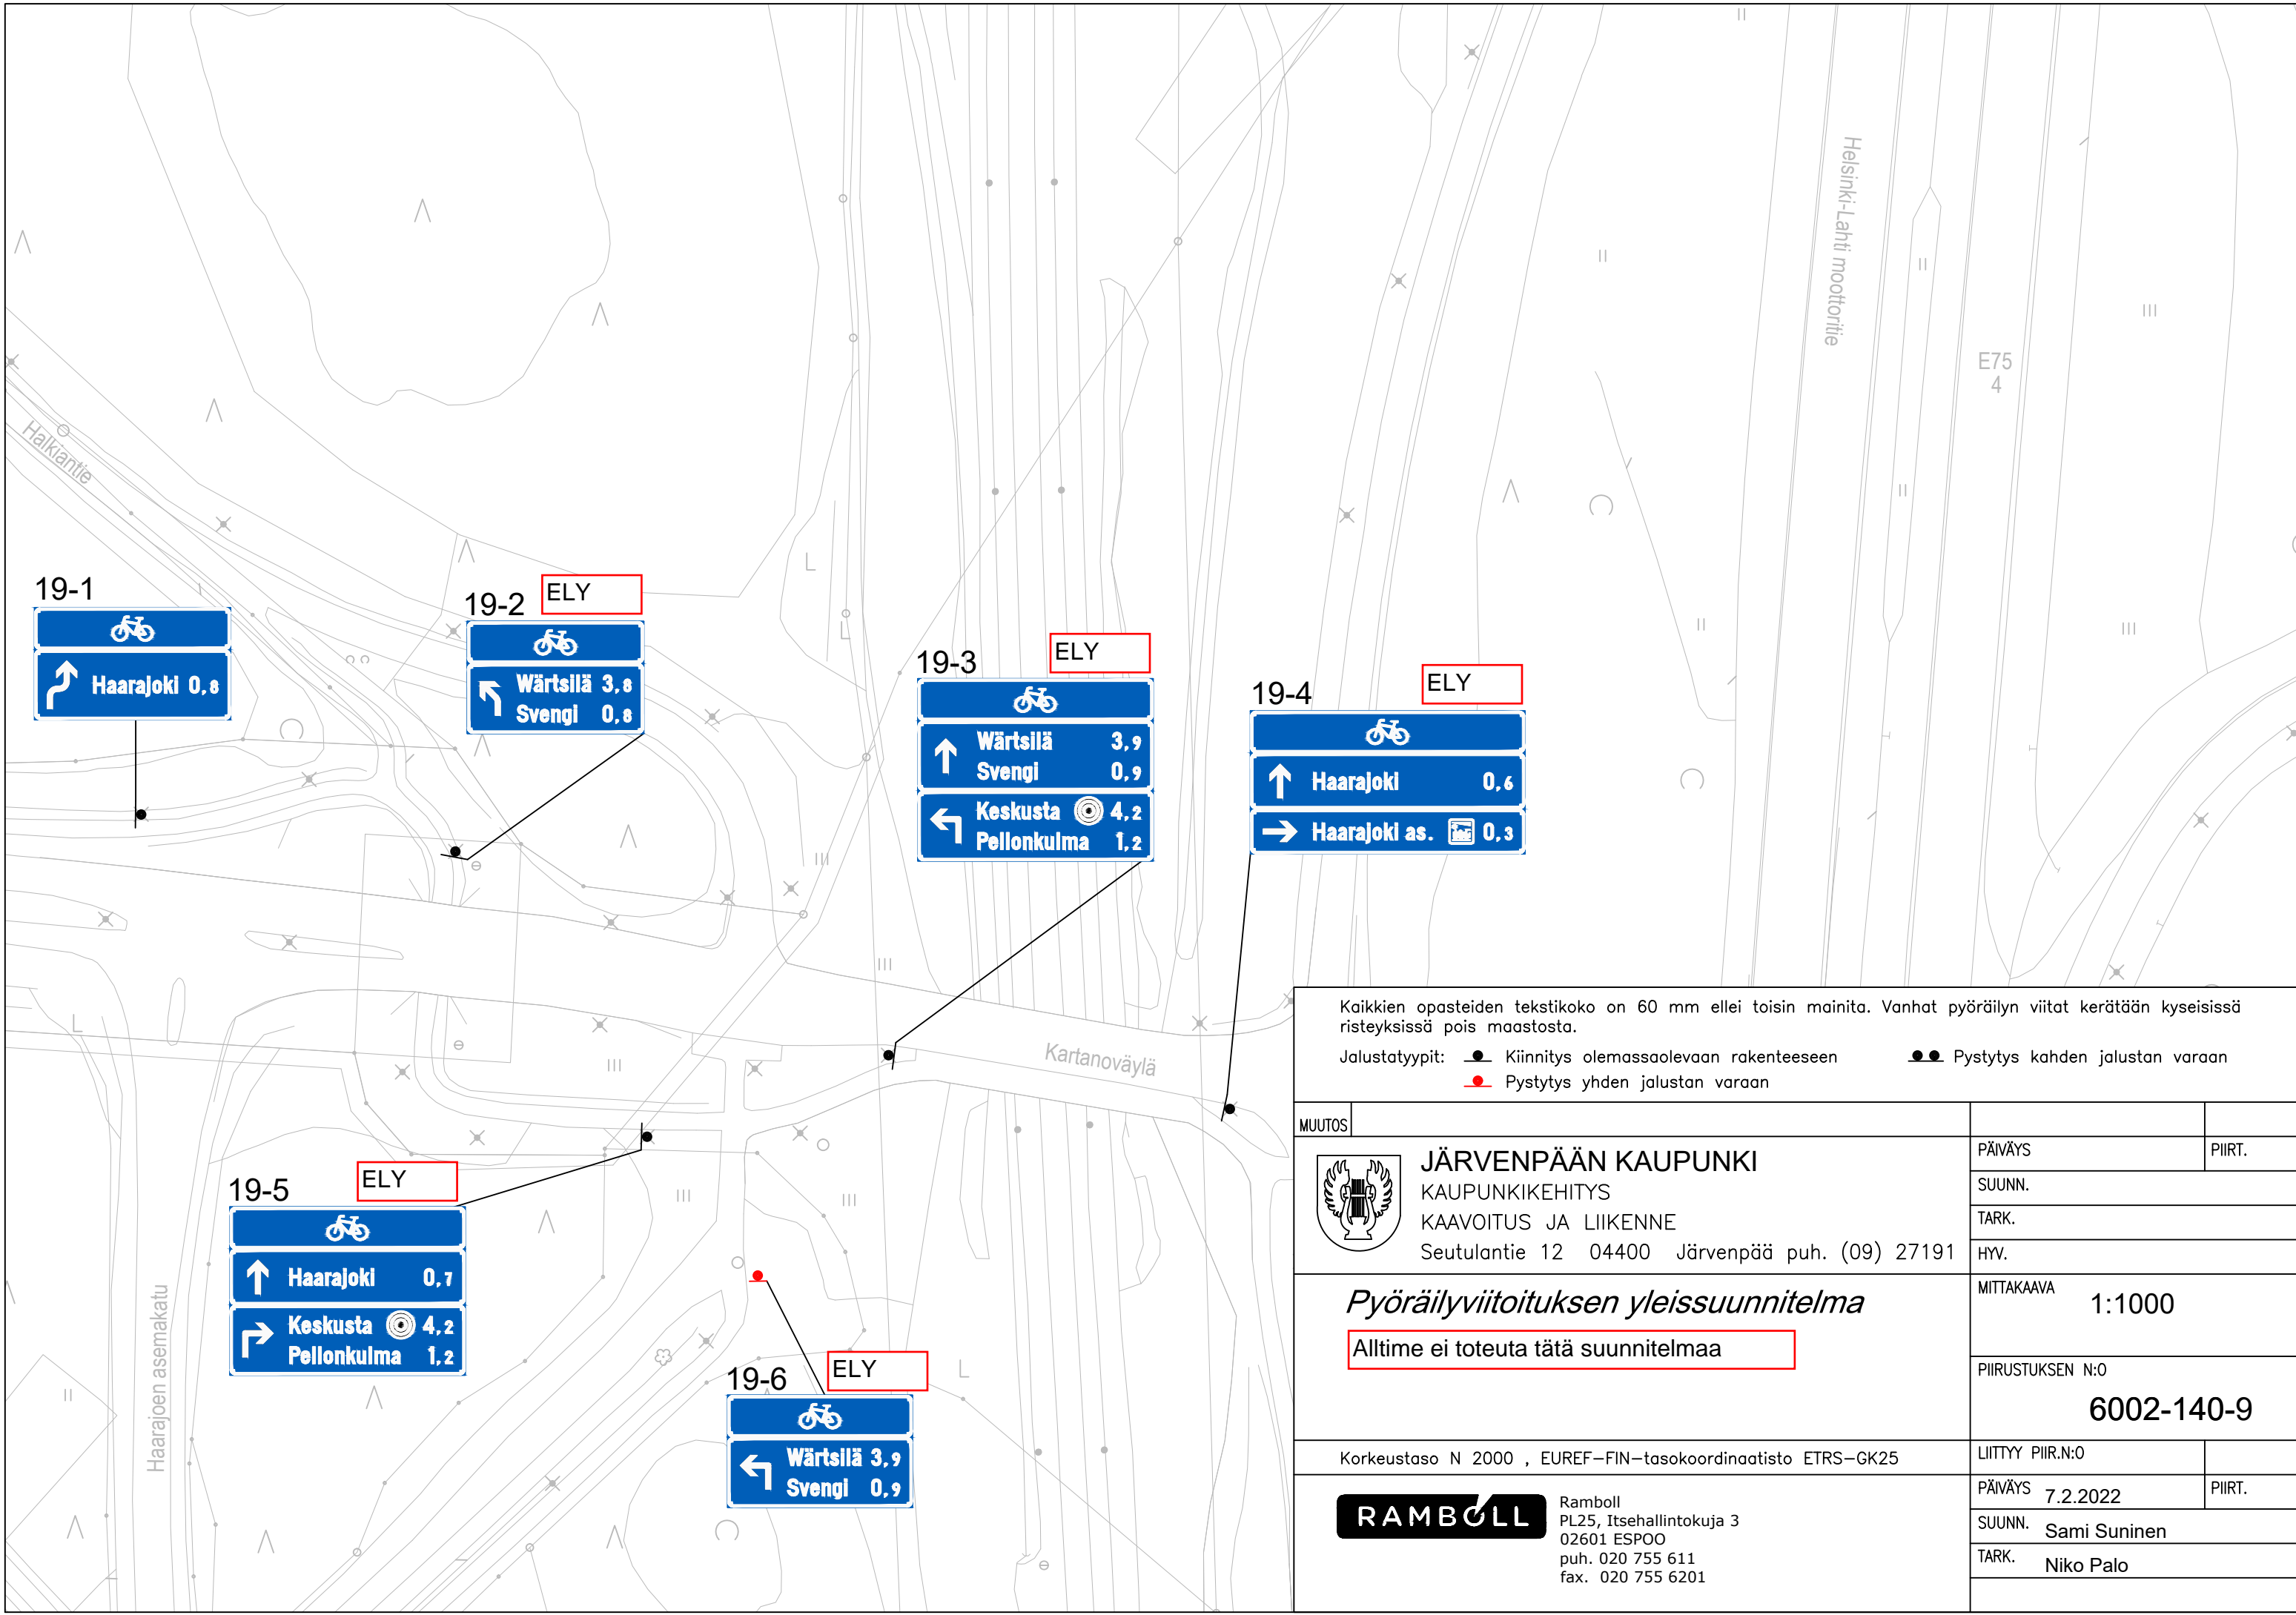 Helsinki-Lahti moottoritie
E75
4
Halkiantie
19-1
Haarajoki 0,8
19-2
ELY
Wärtsilä 3,8
Svengi 0,8
19-3
ELY
Wärtsilä 3,9
Svengi 0,9
Keskusta 4,2
Pellonkulma 1,2
19-4
ELY
Haarajoki 0,6
Haarajoki as. 0,3
Kartanoväylä
19-5
ELY
Haarajoki 0,7
Keskusta 4,2
Pellonkulma 1,2
Haarajoen asemakatu
19-6
ELY
Wärtsilä 3,9
Svengi 0,9
Kaikkien opasteiden tekstikoko on 60 mm ellei toisin mainita. Vanhat pyöräilyn viitat kerätään kyseisissä
risteyksissä pois maastosta.
Jalustatyypit: Kiinnitys olemassaolevaan rakenteeseen Pystytys kahden jalustan varaan
Pystytys yhden jalustan varaan
MUUTOS
JÄRVENPÄÄN KAUPUNKI
KAUPUNKIKEHITYS
KAAVOITUS JA LIIKENNE
Seutulantie 12 04400 Järvenpää puh. (09) 27191
PÄIVÄYS PIIRT.
SUUNN.
TARK.
HYV.
Pyöräilyviitoituksen yleissuunnitelma
Alltime ei toteuta tätä suunnitelmaa
MITTAKAAVA 1:1000
PIIRUSTUKSEN N:O
6002-140-9
Korkeustaso N 2000 , EUREF-FIN-tasokoordinaatisto ETRS-GK25
LIITTYY PIIR.N:O
RAMBOLL
Ramboll
PL25, Itsehallintokuja 3
02601 ESPOO
puh. 020 755 611
fax. 020 755 6201
PÄIVÄYS 7.2.2022 PIIRT.
SUUNN. Sami Suninen
TARK. Niko Palo